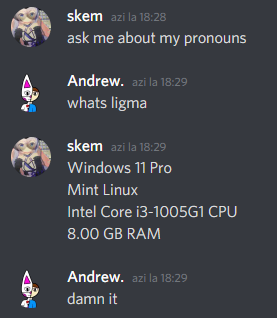 skem azi la 18:28
ask me about my pronouns
Andrew. azi la 18:29
whats ligma
skem azi la 18:29
Windows 11 Pro
Mint Linux
Intel Core i3-1005G1 CPU
8.00 GB RAM
Andrew. azi la 18:29
damn it